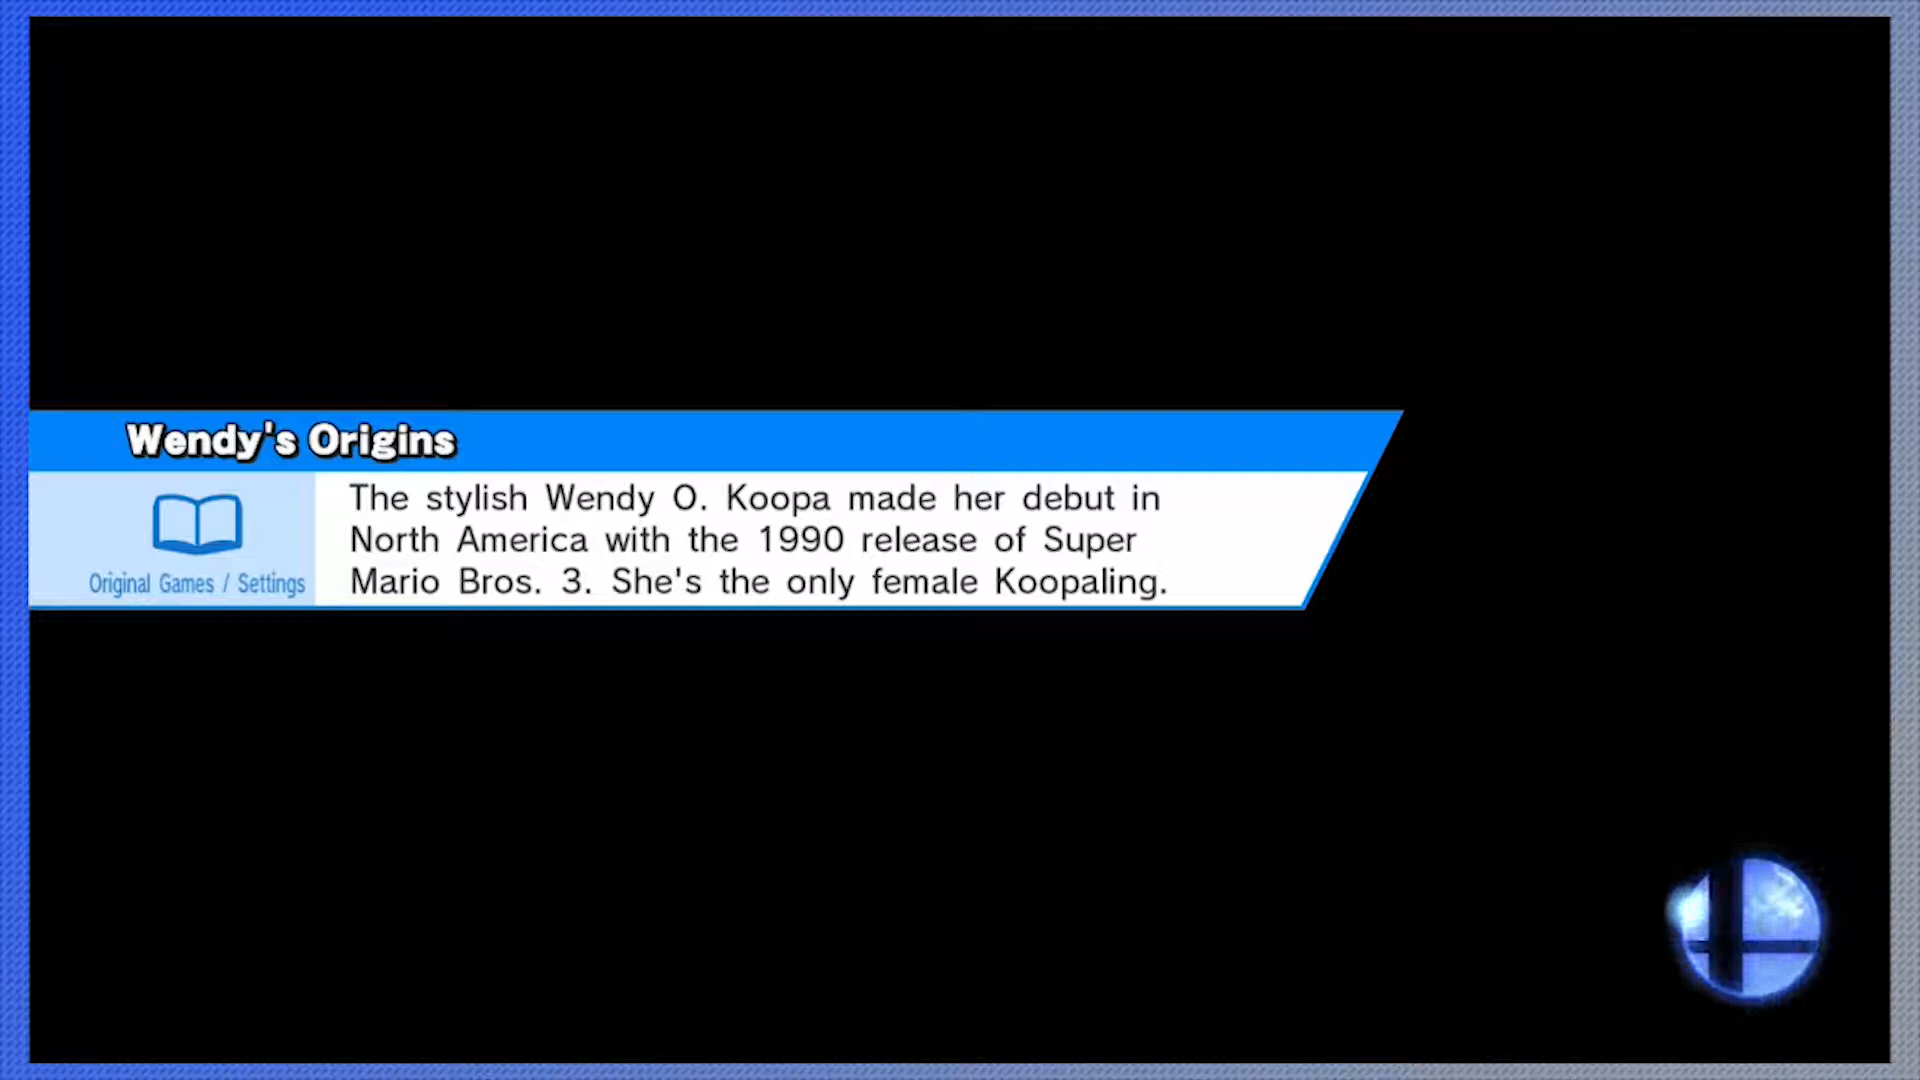 Wendy's Origins
Original Games / Settings
The stylish Wendy O. Koopa made her debut in
North America with the 1990 release of Super
Mario Bros. 3. She's the only female Koopaling.